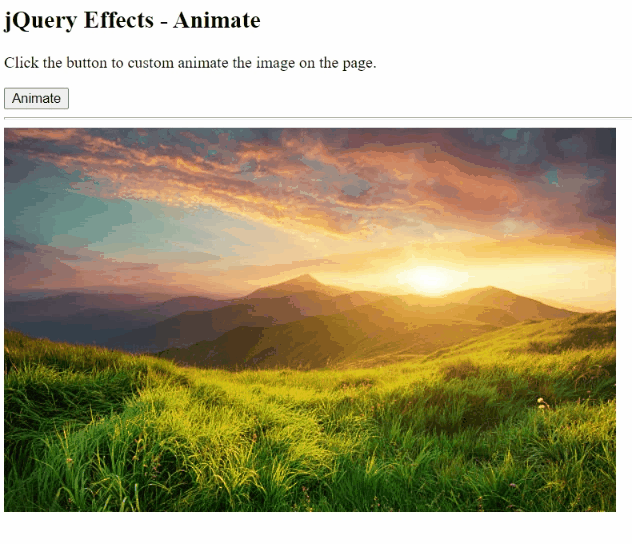 jQuery Effects - Animate
Click the button to custom animate the image on the page.
Animate